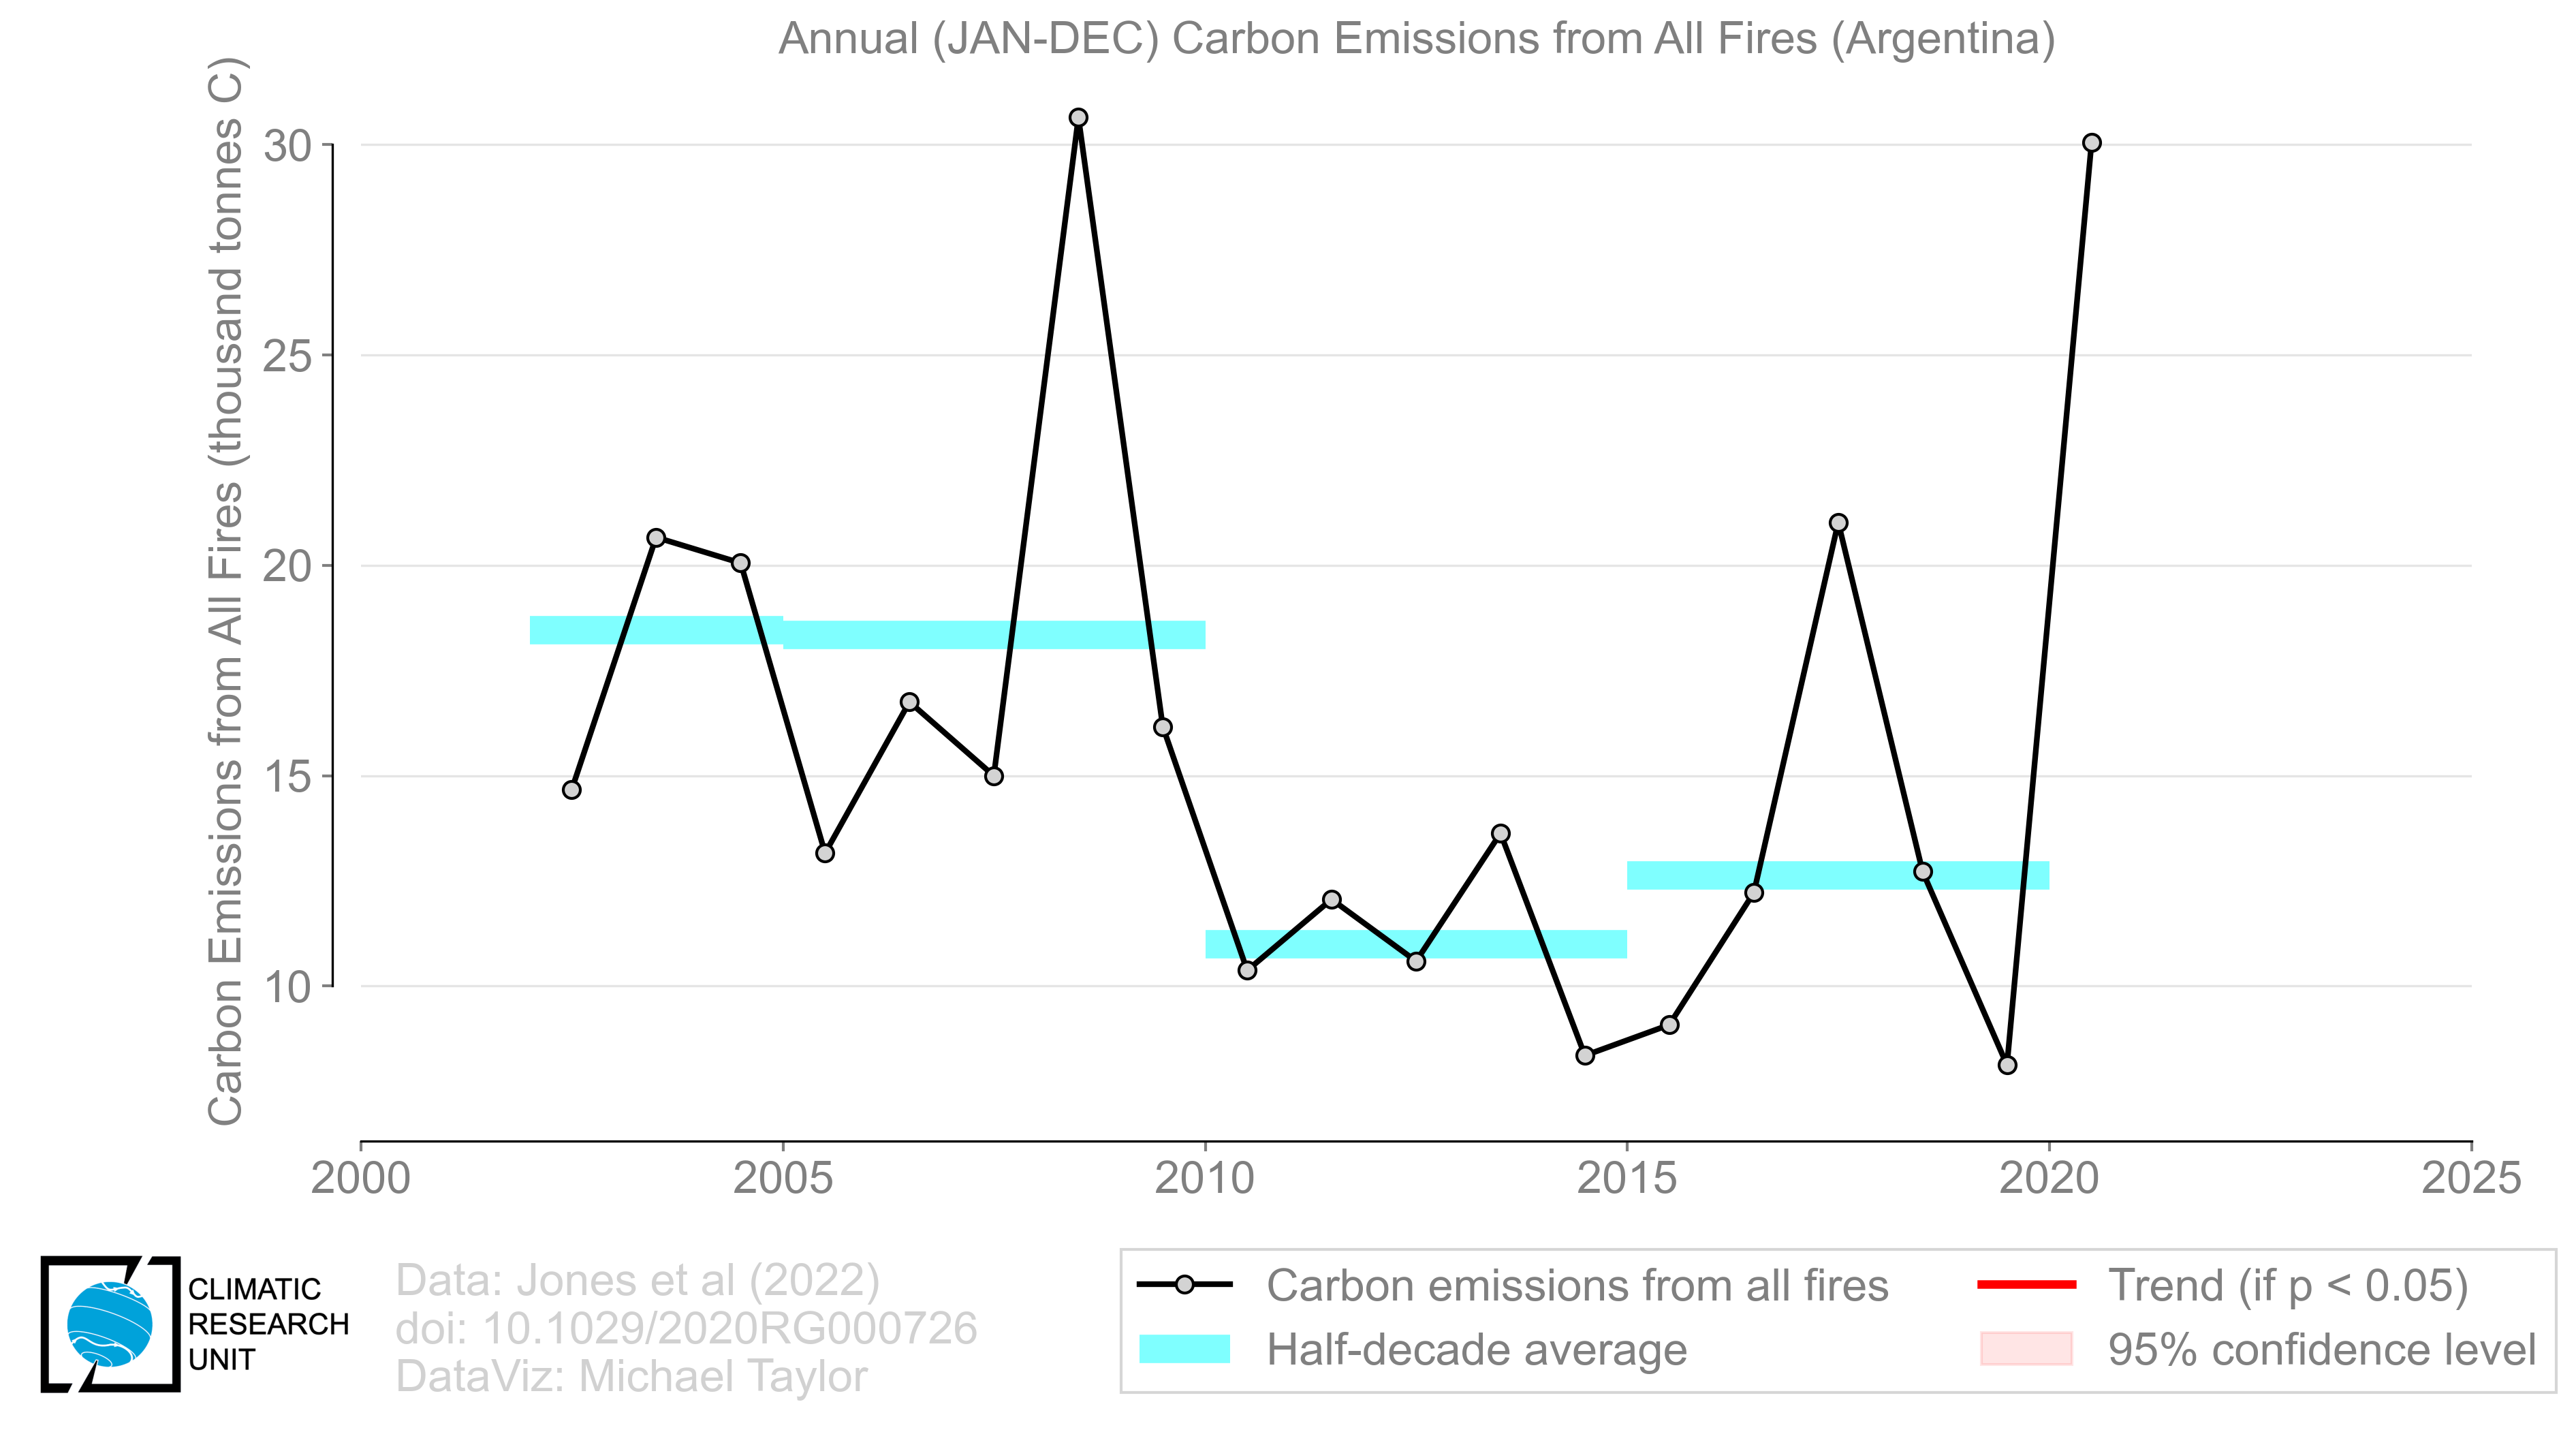 Annual (JAN-DEC) Carbon Emissions from All Fires (Argentina)
Carbon Emissions from All Fires (thousand tonnes C)
30
25
20
15
10
2000 2005 2010 2015 2020 2025
CLIMATIC
RESEARCH
UNIT
Data: Jones et al (2022)
doi: 10.1029/2020RG000726
DataViz: Michael Taylor
Carbon emissions from all fires
Half-decade average
Trend (if p < 0.05)
95% confidence level